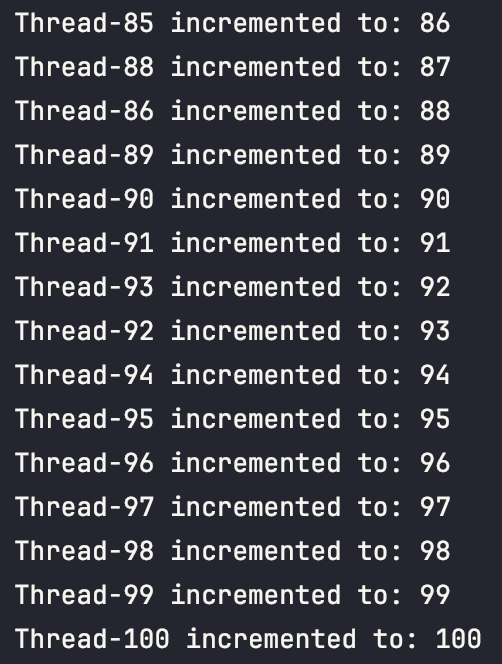 Thread-85 incremented to: 86
Thread-88 incremented to: 87
Thread-86 incremented to: 88
Thread-89 incremented to: 89
Thread-90 incremented to: 90
Thread-91 incremented to: 91
Thread-93 incremented to: 92
Thread-92 incremented to: 93
Thread-94 incremented to: 94
Thread-95 incremented to: 95
Thread-96 incremented to: 96
Thread-97 incremented to: 97
Thread-98 incremented to: 98
Thread-99 incremented to: 99
Thread-100 incremented to: 100